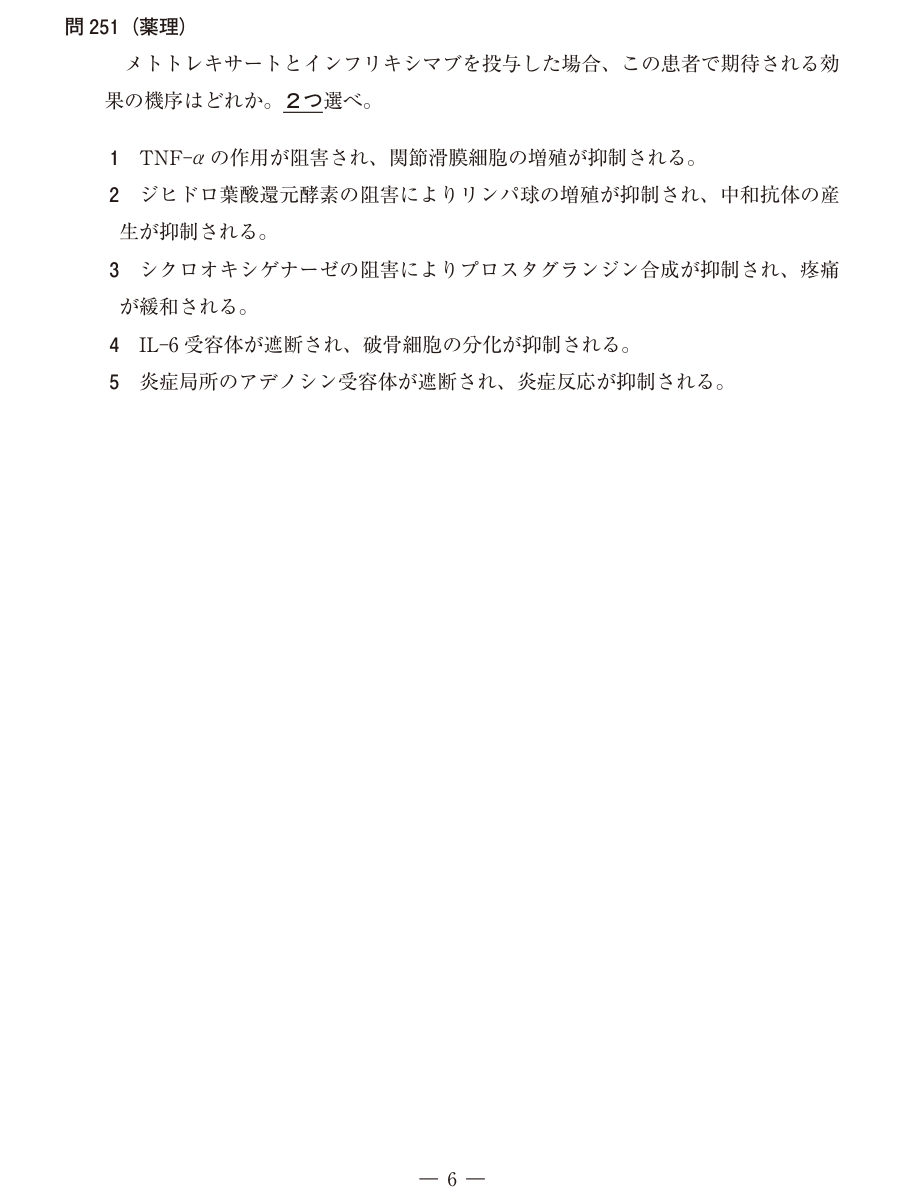 問 251（薬理）
メトトレキサートとインフリキシマブを投与した場合、この患者で期待される効
果の機序はどれか。２つ選べ。
1 TNF-α の作用が阻害され、関節滑膜細胞の増殖が抑制される。
2 ジヒドロ葉酸還元酵素の阻害によりリンパ球の増殖が抑制され、中和抗体の産
生が抑制される。
3 シクロオキシゲナーゼの阻害によりプロスタグランジン合成が抑制され、疼痛
が緩和される。
4 IL-6 受容体が遮断され、破骨細胞の分化が抑制される。
5 炎症局所のアデノシン受容体が遮断され、炎症反応が抑制される。
— 6 —